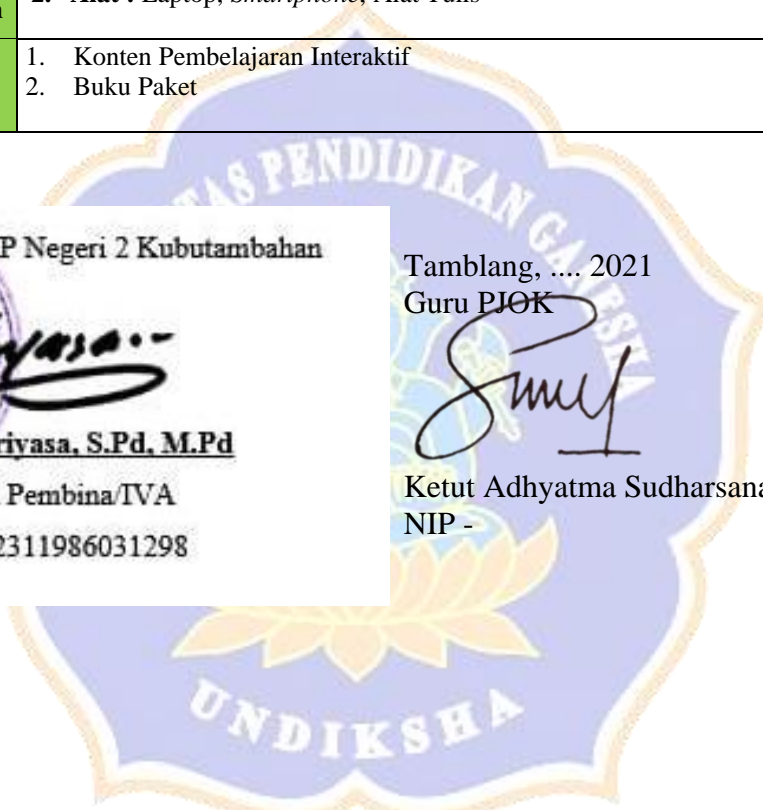 2. Alat : Laptop, Smartphone, Alat Tulis
1. Konten Pembelajaran Interaktif
2. Buku Paket
PENDIDIKAN GANESHA
P Negeri 2 Kubutambahan
Tamblang, .... 2021
Guru PJOK
riyasa, S.Pd, M.Pd
Pembina/IVA
2311986031298
Ketut Adhyatma Sudharsana
NIP -
UNDIKSHA